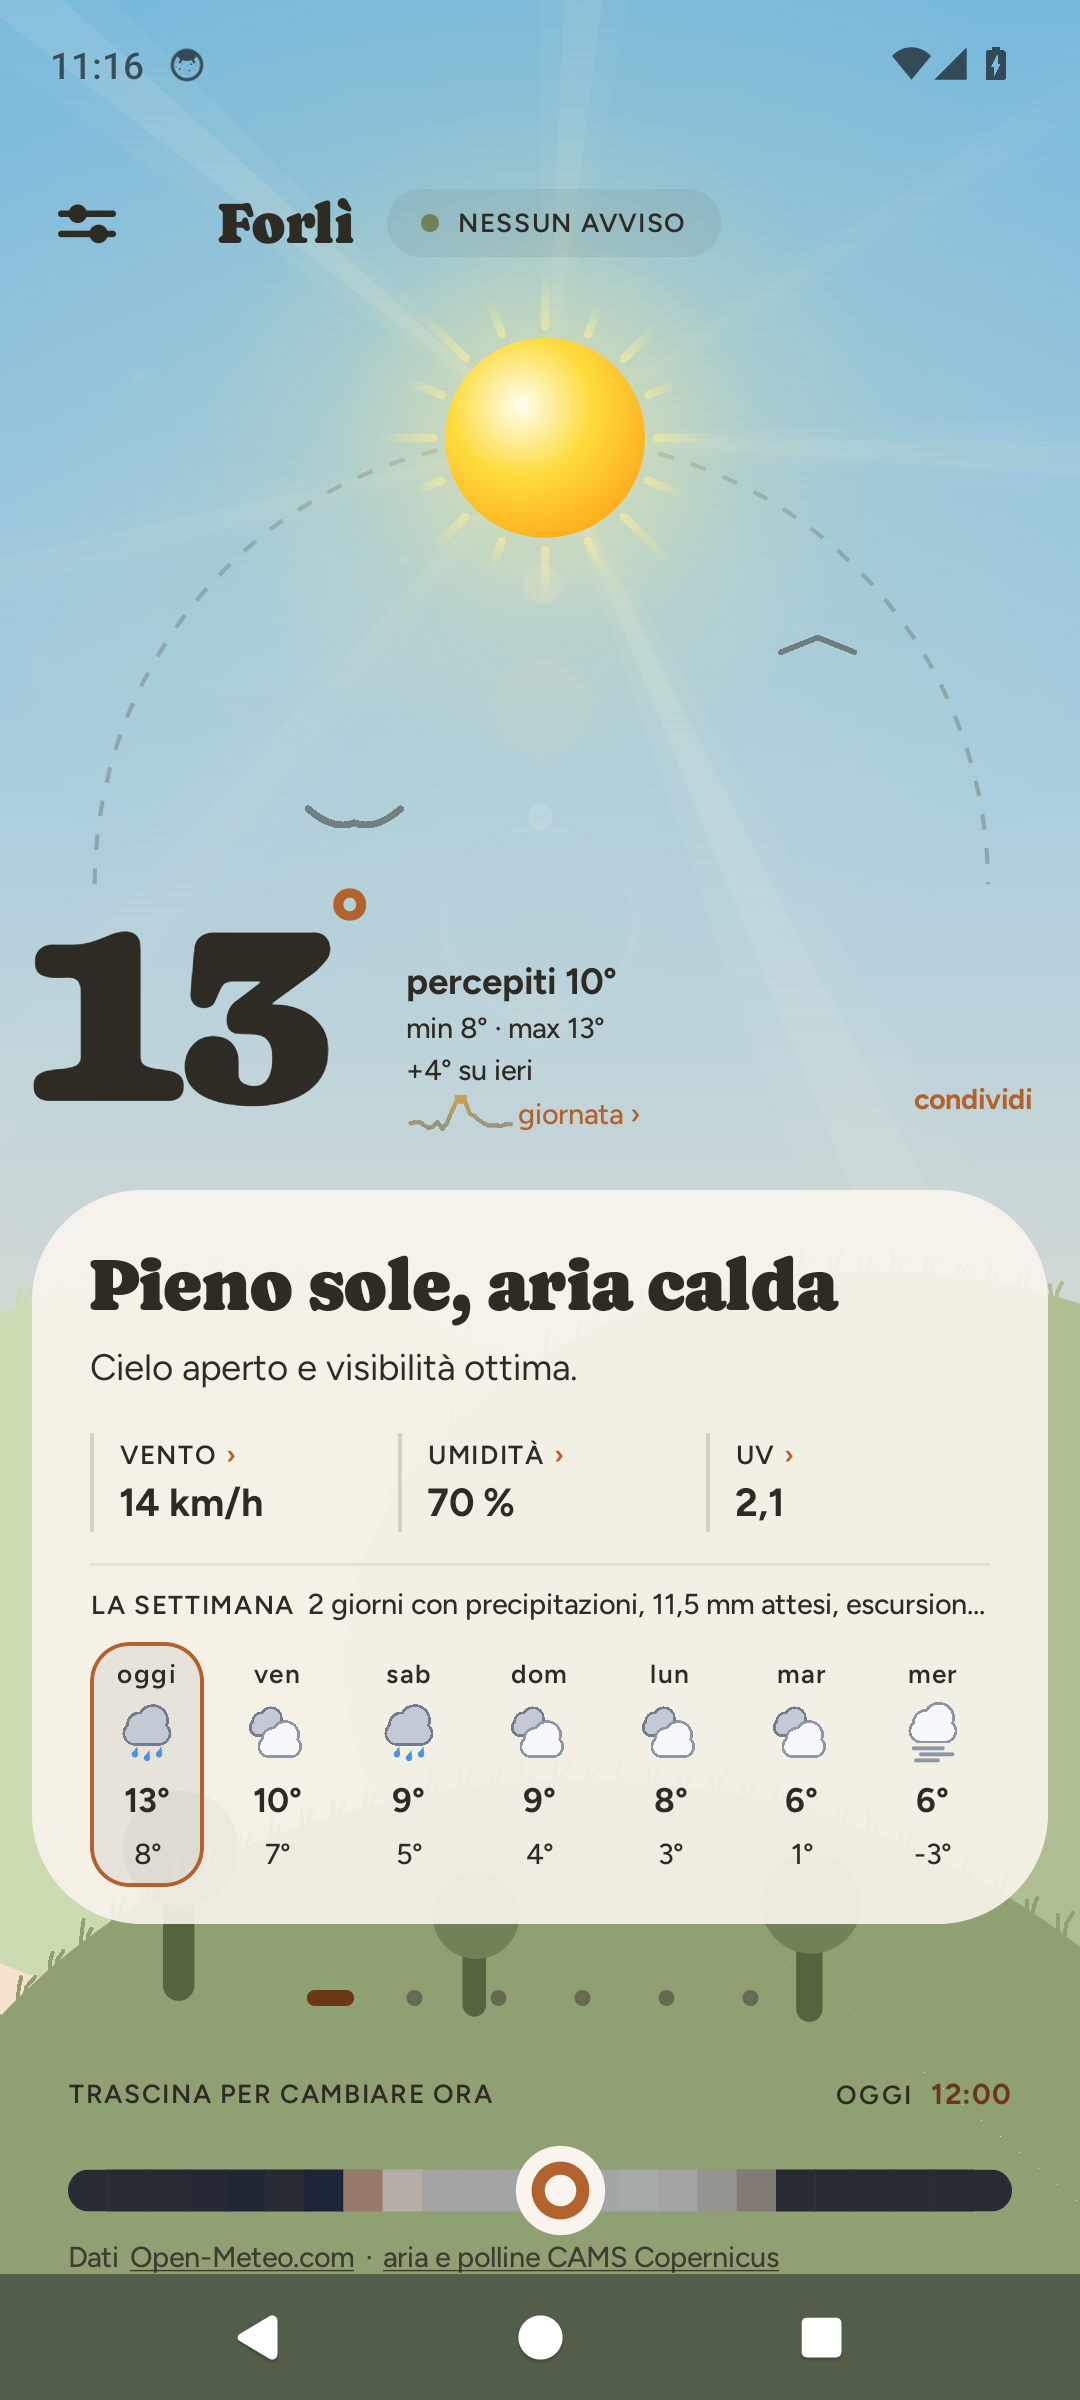 11:16
Forlì NESSUN AVVISO
13°
percepiti 10°
min 8° · max 13°
+4° su ieri
giornata ›
condividi
Pieno sole, aria calda
Cielo aperto e visibilità ottima.
VENTO › UMIDITÀ › UV ›
14 km/h 70 % 2,1
LA SETTIMANA 2 giorni con precipitazioni, 11,5 mm attesi, escursion...
oggi ven sab dom lun mar mer
13° 10° 9° 9° 8° 6° 6°
8° 7° 5° 4° 3° 1° -3°
TRASCINA PER CAMBIARE ORA OGGI 12:00
Dati Open-Meteo.com · aria e polline CAMS Copernicus